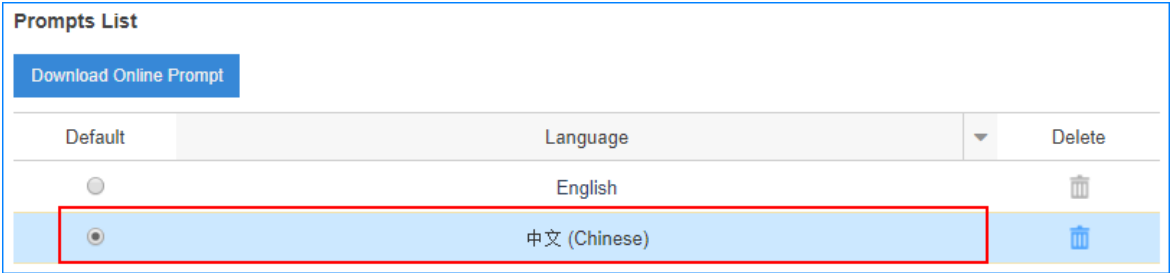 Prompts List
Download Online Prompt
Default Language Delete
English
中文 (Chinese)